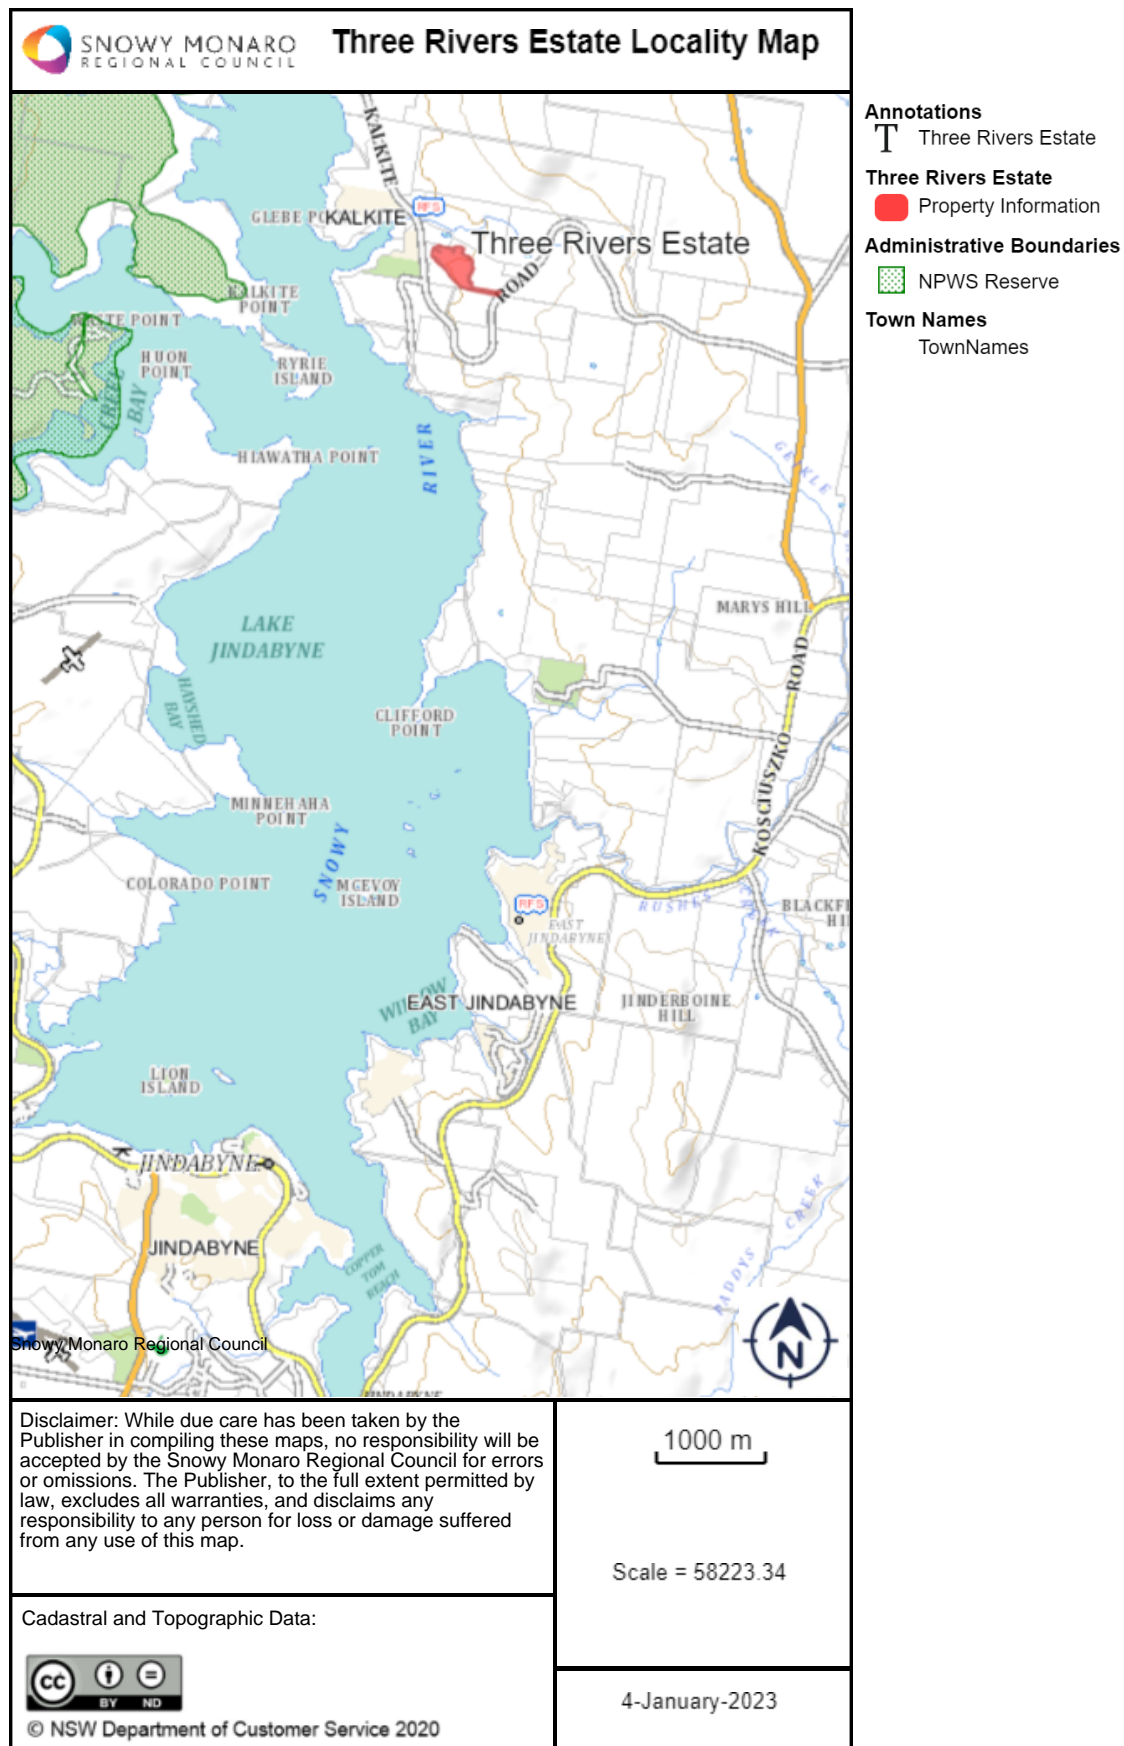 SNOWY MONARO
REGIONAL COUNCIL
Three Rivers Estate Locality Map
Annotations
T Three Rivers Estate
Three Rivers Estate
Property Information
Administrative Boundaries
NPWS Reserve
Town Names
TownNames
KALKITE
RFS
GLEBE
KALKITE
Three Rivers Estate
ROAD
KALKITE
POINT
POINT
HUON
POINT
BAY
RYRIE
ISLAND
HIAWATHA POINT
RIVER
MARYS HILL
LAKE
JINDABYNE
HAYSHED
BAY
CLIFFORD
POINT
KOSCIUSZKO ROAD
MINNEHAHA
POINT
SNOWY
COLORADO POINT
MCEVOY
ISLAND
RFS
RUSHES
EAST
JINDABYNE
BAY
EAST JINDABYNE
JINDERBOINE
HILL
LION
ISLAND
JINDABYNE
JINDABYNE
COPPER
TOM
REACH
PADDYS CREEK
N
Snowy Monaro Regional Council
Disclaimer: While due care has been taken by the
Publisher in compiling these maps, no responsibility will be
accepted by the Snowy Monaro Regional Council for errors
or omissions. The Publisher, to the full extent permitted by
law, excludes all warranties, and disclaims any
responsibility to any person for loss or damage suffered
from any use of this map.
1000 m
Scale = 58223.34
Cadastral and Topographic Data:
CC BY ND
© NSW Department of Customer Service 2020
4-January-2023